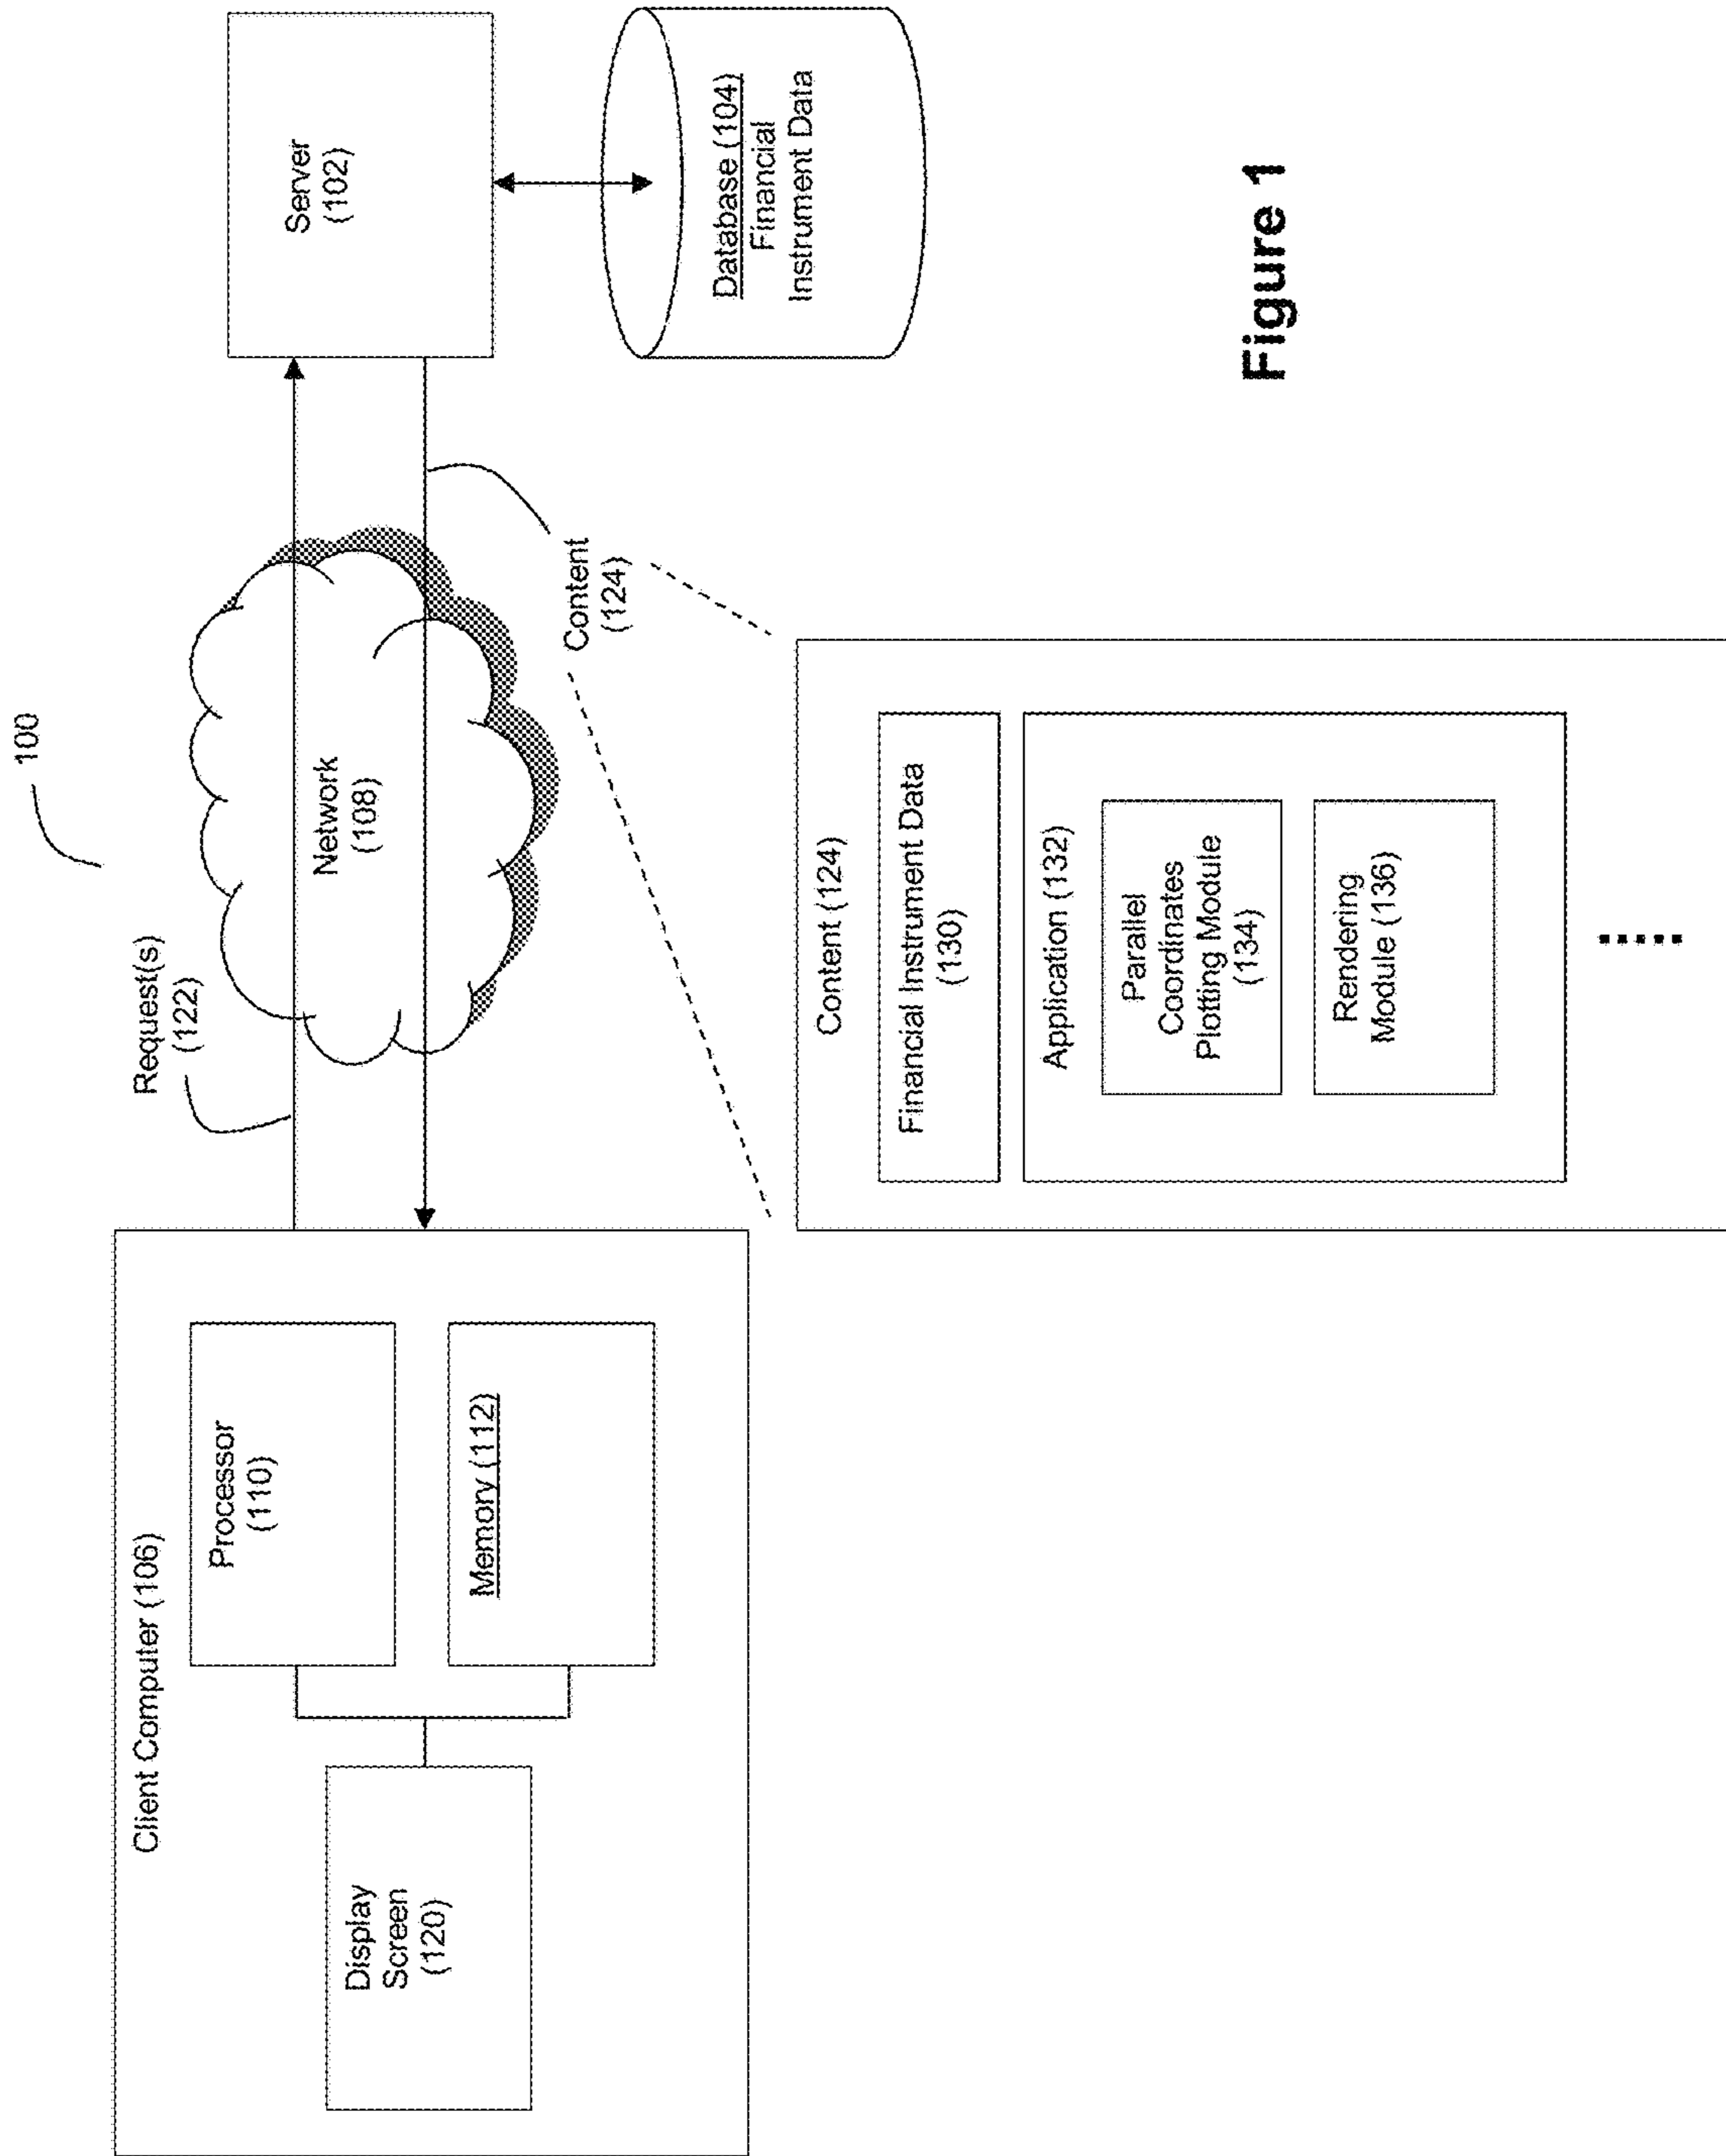 100
Client Computer (106)
Display
Screen
(120)
Processor
(110)
Memory (112)
Request(s)
(122)
Network
(108)
Content
(124)
Server
(102)
Database (104)
Financial
Instrument Data
Content (124)
Financial Instrument Data
(130)
Application (132)
Parallel
Coordinates
Plotting Module
(134)
Rendering
Module (136)
Figure 1